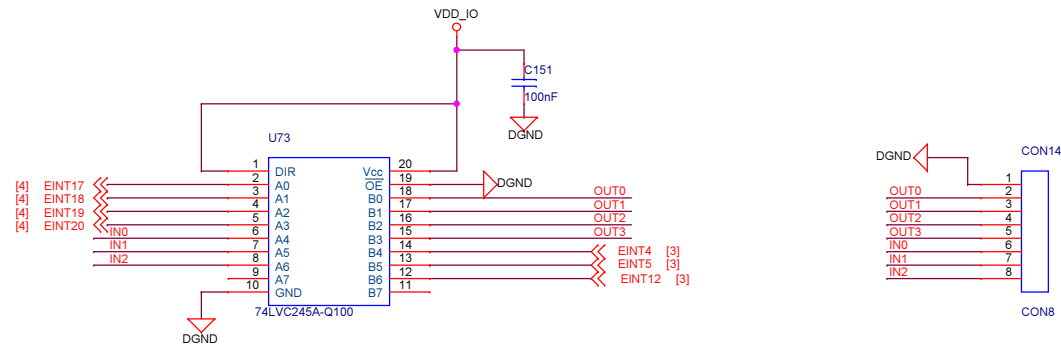 VDD_IO
C151
100nF
DGND
U73
1 DIR Vcc 20
[4] EINT17 2 A0 OE 19 DGND
[4] EINT18 3 A1 B0 18 OUT0
[4] EINT19 4 A2 B1 17 OUT1
[4] EINT20 5 A3 B2 16 OUT2
IN0 6 A4 B3 15 OUT3
IN1 7 A5 B4 14 EINT4 [3]
IN2 8 A6 B5 13 EINT5 [3]
9 A7 B6 12 EINT12 [3]
10 GND B7 11
74LVC245A-Q100
DGND
CON14
DGND 1
OUT0 2
OUT1 3
OUT2 4
OUT3 5
IN0 6
IN1 7
IN2 8
CON8